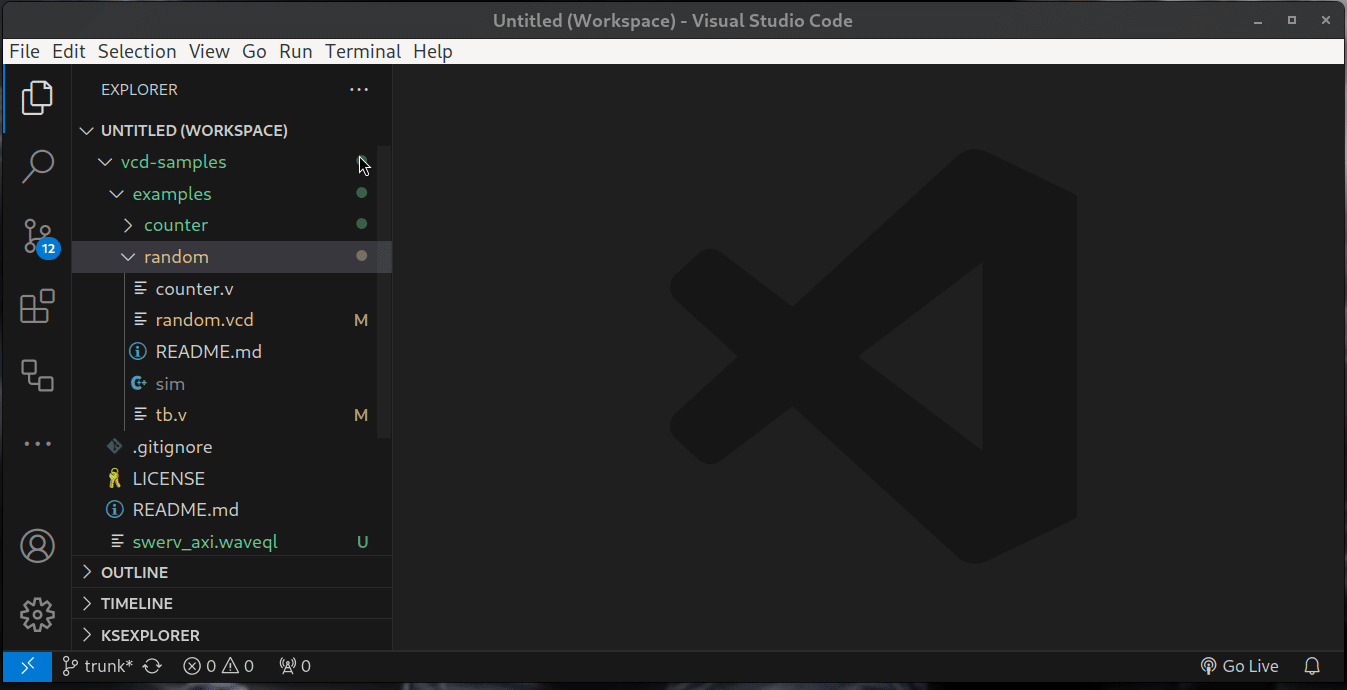 Untitled (Workspace) - Visual Studio Code
File Edit Selection View Go Run Terminal Help
EXPLORER
UNTITLED (WORKSPACE)
vcd-samples
examples
counter
12
random
counter.v
random.vcd M
README.md
sim
tb.v M
.gitignore
LICENSE
README.md
swerv_axi.waveql U
OUTLINE
TIMELINE
KSEXPLORER
trunk* 0 0 0 Go Live